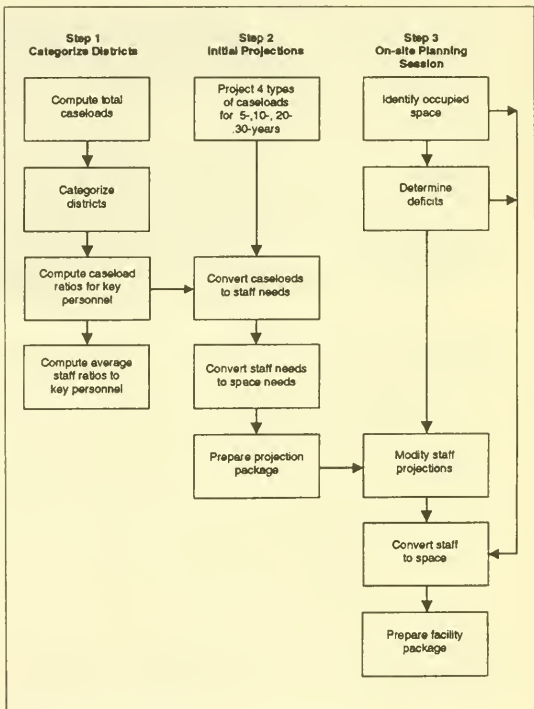 Step 1
Categorize Districts
Compute total
caseloads
Categorize
districts
Compute caseload
ratios for key
personnel
Compute average
staff ratios to
key personnel
Step 2
Initial Projections
Project 4 types
of caseloads
for 5-,10-, 20-
.30-years
Convert caseloads
to staff needs
Convert staff needs
to space needs
Prepare projection
package
Step 3
On-site Planning
Session
Identify occupied
space
Determine
deficits
Modify staff
projections
Convert staff
to space
Prepare facility
package